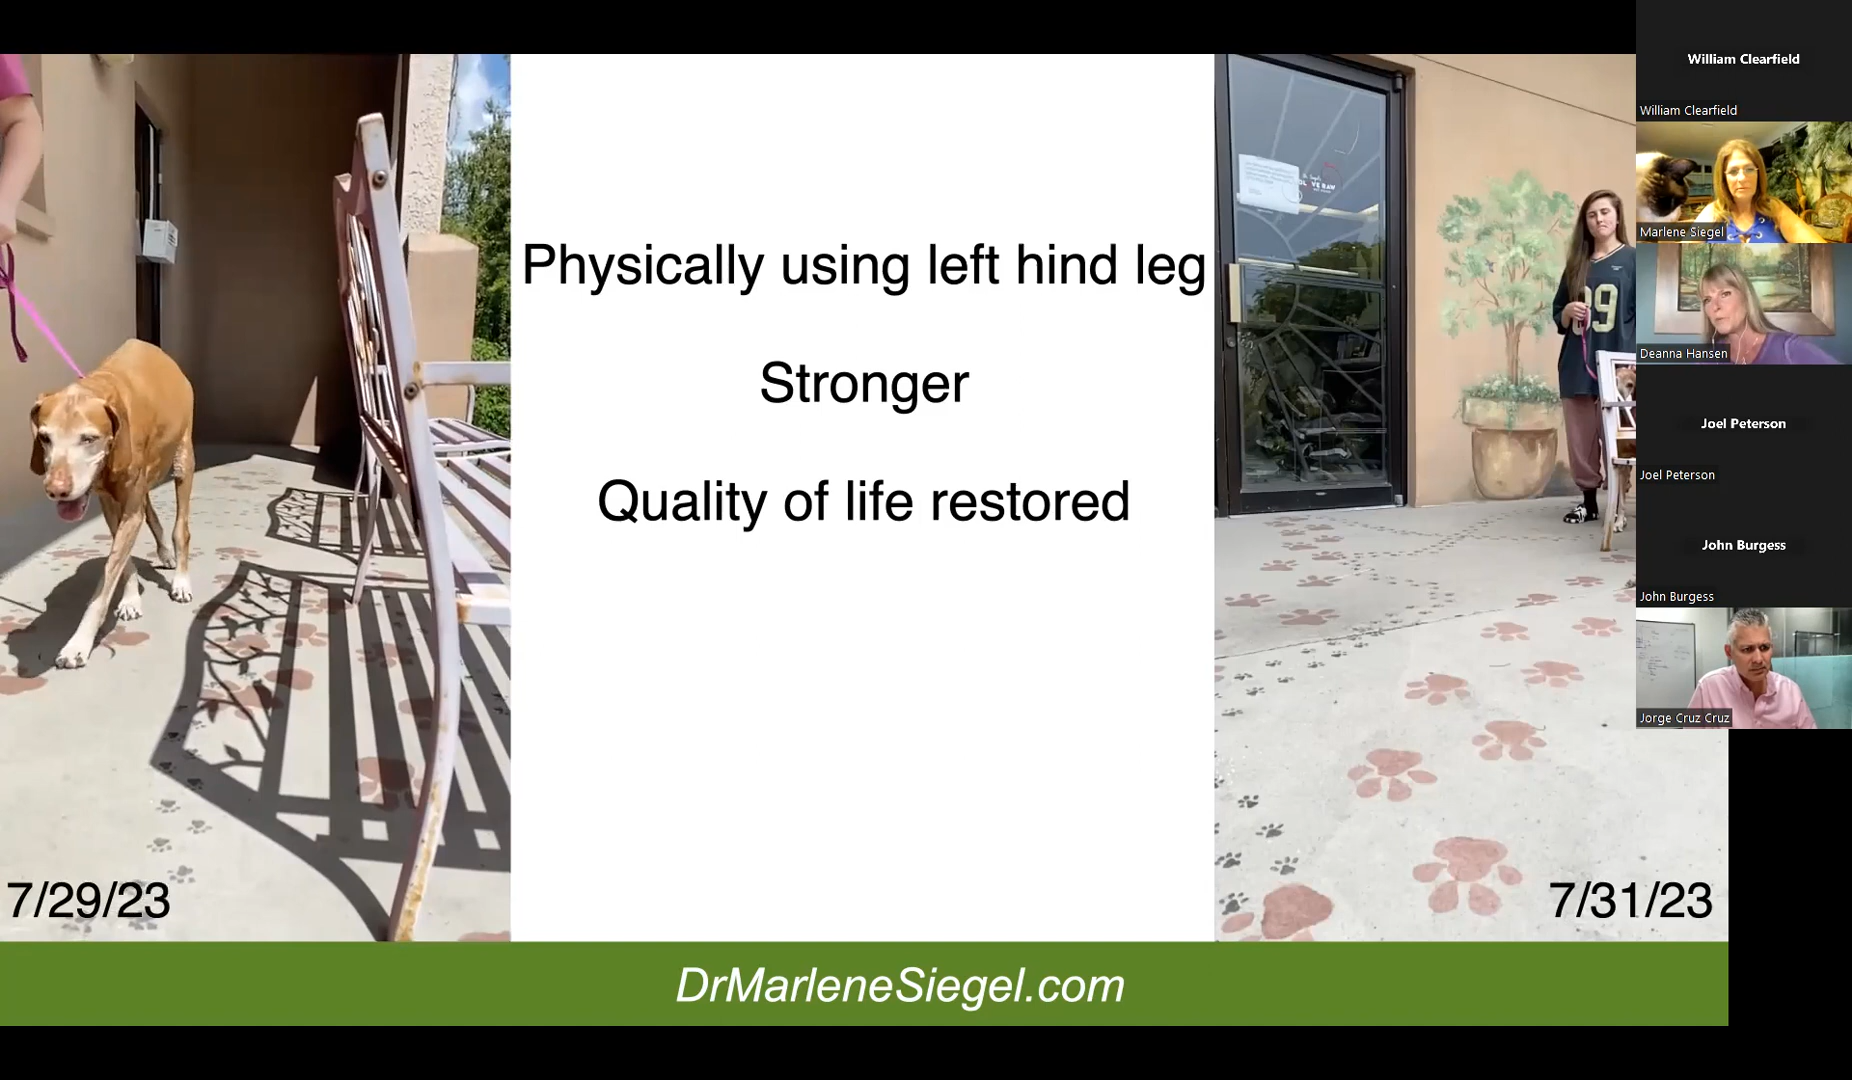 Physically using left hind leg
Stronger
Quality of life restored
7/29/23
7/31/23
DrMarleneSiegel.com
William Clearfield
William Clearfield
Marlene Siegel
Deanna Hansen
Joel Peterson
Joel Peterson
John Burgess
John Burgess
Jorge Cruz Cruz
89